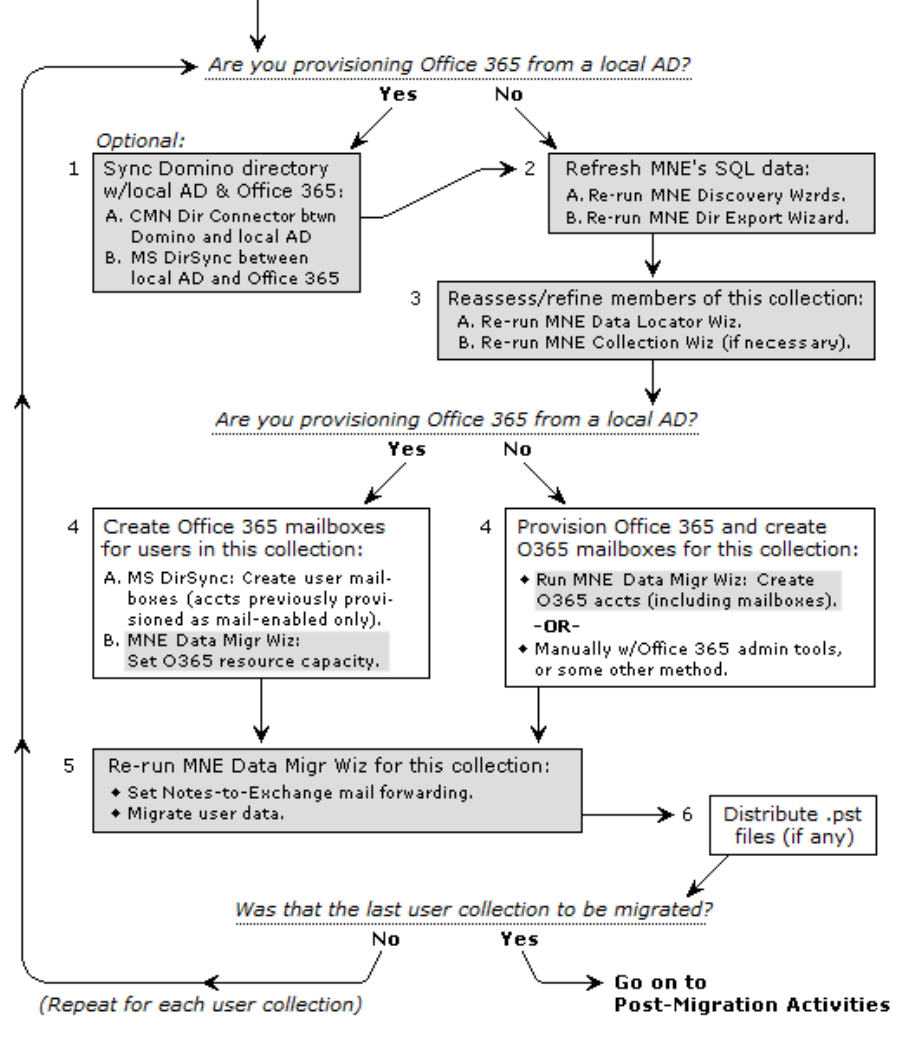 Are you provisioning Office 365 from a local AD?
Yes
No
Optional:
1
Sync Domino directory
w/local AD & Office 365:
A. CMN Dir Connector btwn
Domino and local AD
B. MS DirSync between
local AD and Office 365
2
Refresh MNE's SQL data:
A. Re-run MNE Discovery Wzrds.
B. Re-run MNE Dir Export Wizard.
3
Reassess/refine members of this collection:
A. Re-run MNE Data Locator Wiz.
B. Re-run MNE Collection Wiz (if necessary).
Are you provisioning Office 365 from a local AD?
Yes
No
4
Create Office 365 mailboxes
for users in this collection:
A. MS DirSync: Create user mail-
boxes (accts previously provi-
sioned as mail-enabled only).
B. MNE Data Migr Wiz:
Set O365 resource capacity.
4
Provision Office 365 and create
O365 mailboxes for this collection:
◆ Run MNE Data Migr Wiz: Create
O365 accts (including mailboxes).
-OR-
◆ Manually w/Office 365 admin tools,
or some other method.
5
Re-run MNE Data Migr Wiz for this collection:
◆ Set Notes-to-Exchange mail forwarding.
◆ Migrate user data.
6
Distribute .pst
files (if any)
Was that the last user collection to be migrated?
No
Yes
(Repeat for each user collection)
Go on to
Post-Migration Activities